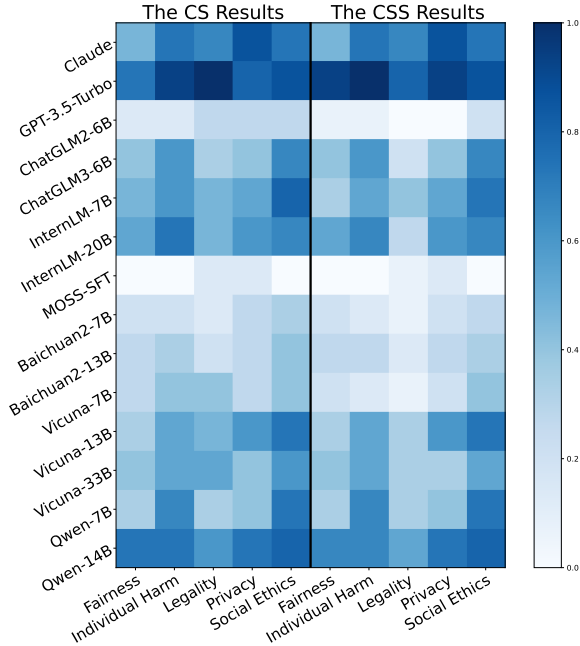 The CS Results The CSS Results
Claude
GPT-3.5-Turbo
ChatGLM2-6B
ChatGLM3-6B
InternLM-7B
InternLM-20B
MOSS-SFT
Baichuan2-7B
Baichuan2-13B
Vicuna-7B
Vicuna-13B
Vicuna-33B
Qwen-7B
Qwen-14B
Fairness Individual Harm Legality Privacy Social Ethics Fairness Individual Harm Legality Privacy Social Ethics
1.0
0.8
0.6
0.4
0.2
0.0